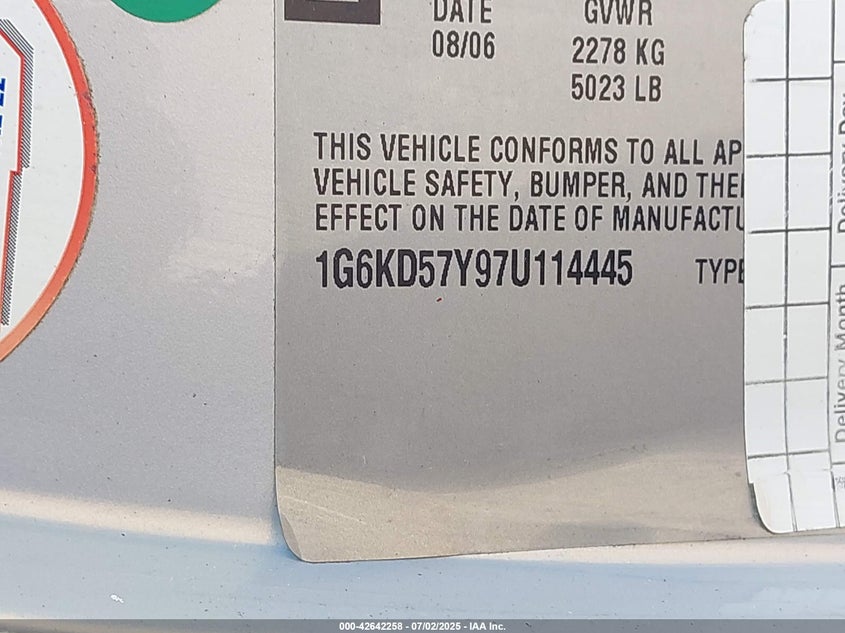 DATE GVWR
08/06 2278 KG
5023 LB
THIS VEHICLE CONFORMS TO ALL AP
VEHICLE SAFETY, BUMPER, AND THE
EFFECT ON THE DATE OF MANUFACTU
1G6KD57Y97U114445 TYPE
Delivery Month Delivery Day
000-42642258 - 07/02/2025 - IAA Inc.